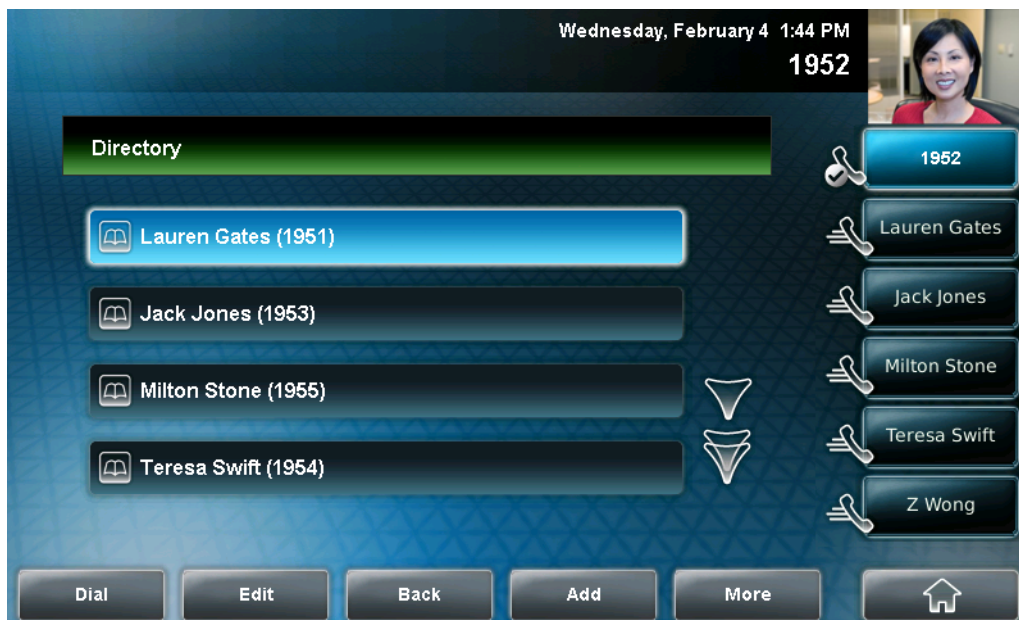 Wednesday, February 4 1:44 PM
1952
Directory
Lauren Gates (1951)
Jack Jones (1953)
Milton Stone (1955)
Teresa Swift (1954)
1952
Lauren Gates
Jack Jones
Milton Stone
Teresa Swift
Z Wong
Dial Edit Back Add More